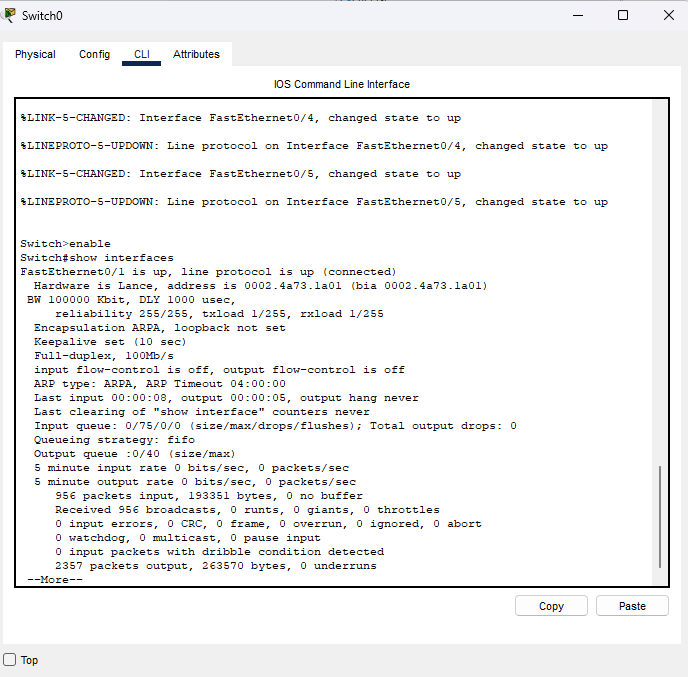 Switch0
Physical Config CLI Attributes
IOS Command Line Interface
%LINK-5-CHANGED: Interface FastEthernet0/4, changed state to up
%LINEPROTO-5-UPDOWN: Line protocol on Interface FastEthernet0/4, changed state to up
%LINK-5-CHANGED: Interface FastEthernet0/5, changed state to up
%LINEPROTO-5-UPDOWN: Line protocol on Interface FastEthernet0/5, changed state to up
Switch>enable
Switch#show interfaces
FastEthernet0/1 is up, line protocol is up (connected)
Hardware is Lance, address is 0002.4a73.1a01 (bia 0002.4a73.1a01)
BW 100000 Kbit, DLY 1000 usec,
reliability 255/255, txload 1/255, rxload 1/255
Encapsulation ARPA, loopback not set
Keepalive set (10 sec)
Full-duplex, 100Mb/s
input flow-control is off, output flow-control is off
ARP type: ARPA, ARP Timeout 04:00:00
Last input 00:00:08, output 00:00:05, output hang never
Last clearing of "show interface" counters never
Input queue: 0/75/0/0 (size/max/drops/flushes); Total output drops: 0
Queueing strategy: fifo
Output queue :0/40 (size/max)
5 minute input rate 0 bits/sec, 0 packets/sec
5 minute output rate 0 bits/sec, 0 packets/sec
956 packets input, 193351 bytes, 0 no buffer
Received 956 broadcasts, 0 runts, 0 giants, 0 throttles
0 input errors, 0 CRC, 0 frame, 0 overrun, 0 ignored, 0 abort
0 watchdog, 0 multicast, 0 pause input
0 input packets with dribble condition detected
2357 packets output, 263570 bytes, 0 underruns
--More--
Copy Paste
Top